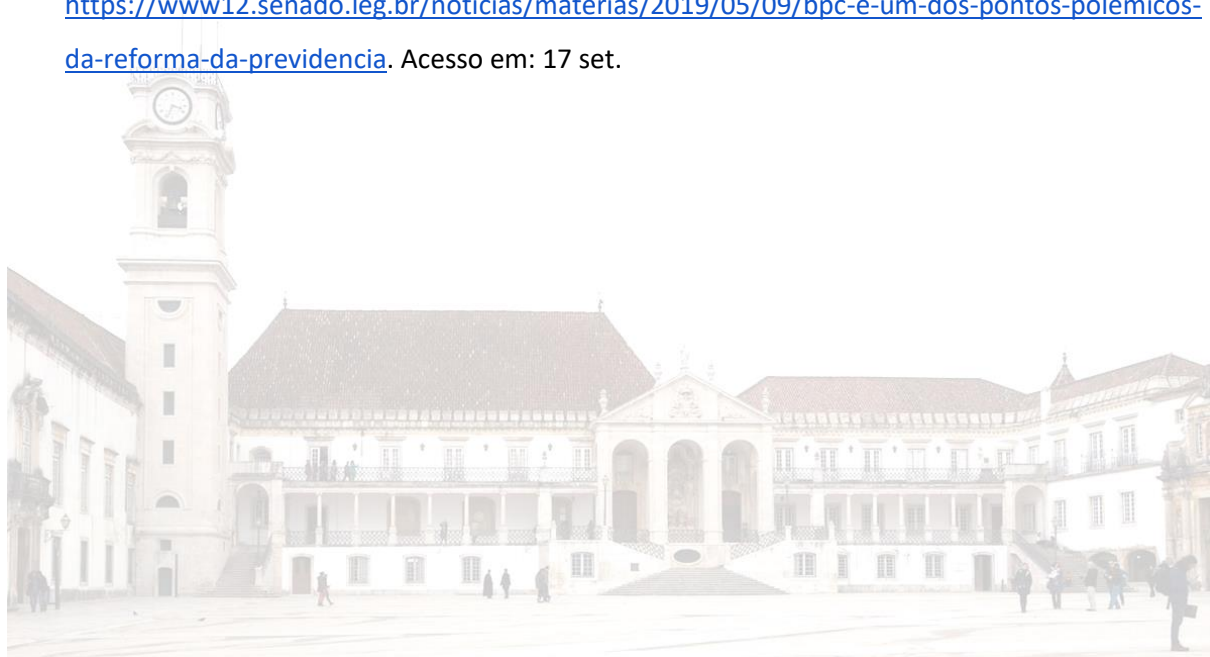 https://www12.senado.leg.br/noticias/materias/2019/05/09/bpc-e-um-dos-pontos-polemicos-
da-reforma-da-previdencia. Acesso em: 17 set.